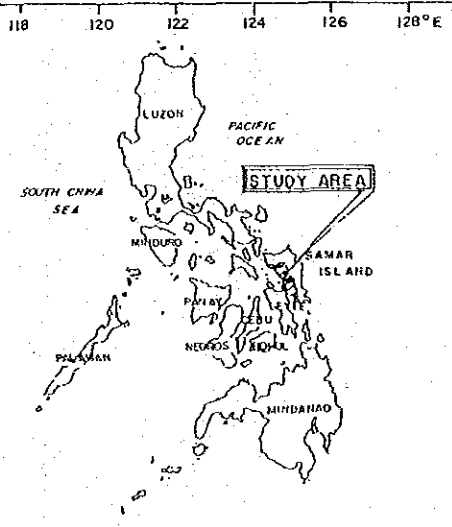 118 120 122 124 126 128°E
LUZON
PACIFIC
OCEAN
STUDY AREA
SOUTH CHINA
SEA
MINDORO
SAMAR
ISLAND
PANAY
LEYTE
CEBU
PALAWAN
NEGROS
BOHOL
MINDANAO